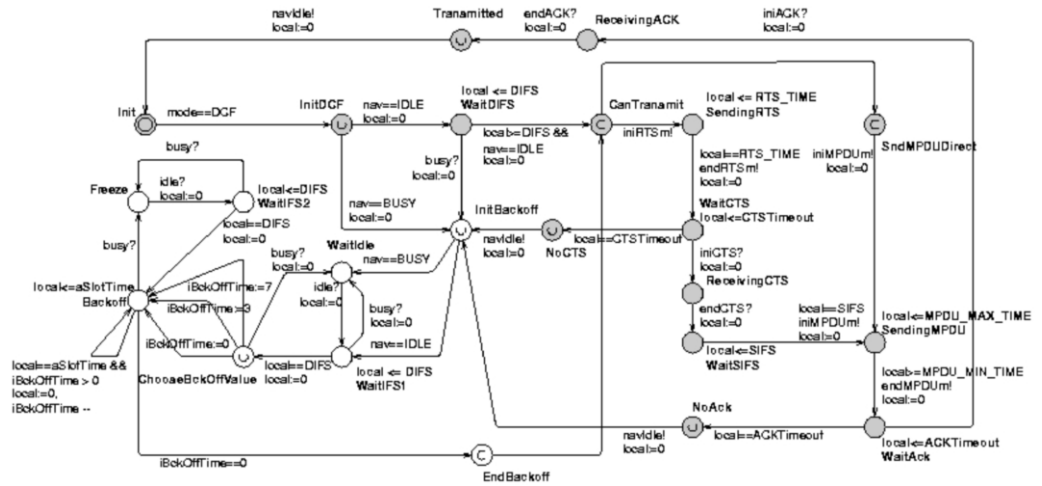 navIdle!
local:=0
Tranamitted
endACK?
local:=0
ReceivingACK
iniACK?
local:=0
Init
mode==DCF
InitDCF
nav==IDLE
local:=0
local <= DIFS
WaitDIFS
CanTranamit
local <= RTS_TIME
SendingRTS
local>=DIFS &&
nav==IDLE
local:=0
iniRTSm!
SndMPDUDirect
busy?
busy?
local:=0
iniMPDUm!
local:=0
local==RTS_TIME
endRTSm!
local:=0
Freeze
idle?
local:=0
local<=DIFS
WaitIFS2
nav==BUSY
local:=0
InitBackoff
WaitCTS
local<=CTSTimeout
local==DIFS
local:=0
busy?
WaitIdle
navIdle!
local:=0
NoCTS
local==CTSTimeout
busy?
local:=0
nav==BUSY
iniCTS?
local:=0
ReceivingCTS
local<=aSlotTime
Backoff
iBckOffTime:=7
idle?
local:=0
iBckOffTime:=3
busy?
local:=0
endCTS?
local:=0
local==SIFS
iniMPDUm!
local:=0
local<=MPDU_MAX_TIME
SendingMPDU
iBckOffTime:=0
nav==IDLE
local<=SIFS
WaitSIFS
local==aSlotTime &&
iBckOffTime > 0
local:=0,
iBckOffTime --
ChooseBckOffValue
local==DIFS
local:=0
local <= DIFS
WaitIFS1
local>=MPDU_MIN_TIME
endMPDUm!
local:=0
NoAck
navIdle!
local:=0
local==ACKTimeout
local<=ACKTimeout
WaitAck
iBckOffTime==0
EndBackoff